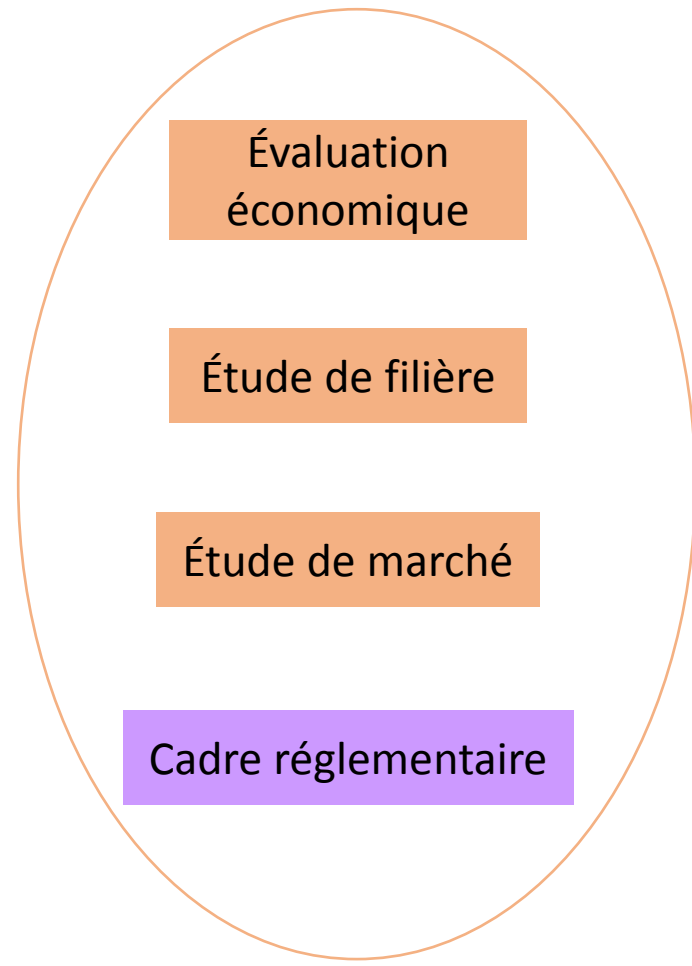 Évaluation
économique
Étude de filière
Étude de marché
Cadre réglementaire